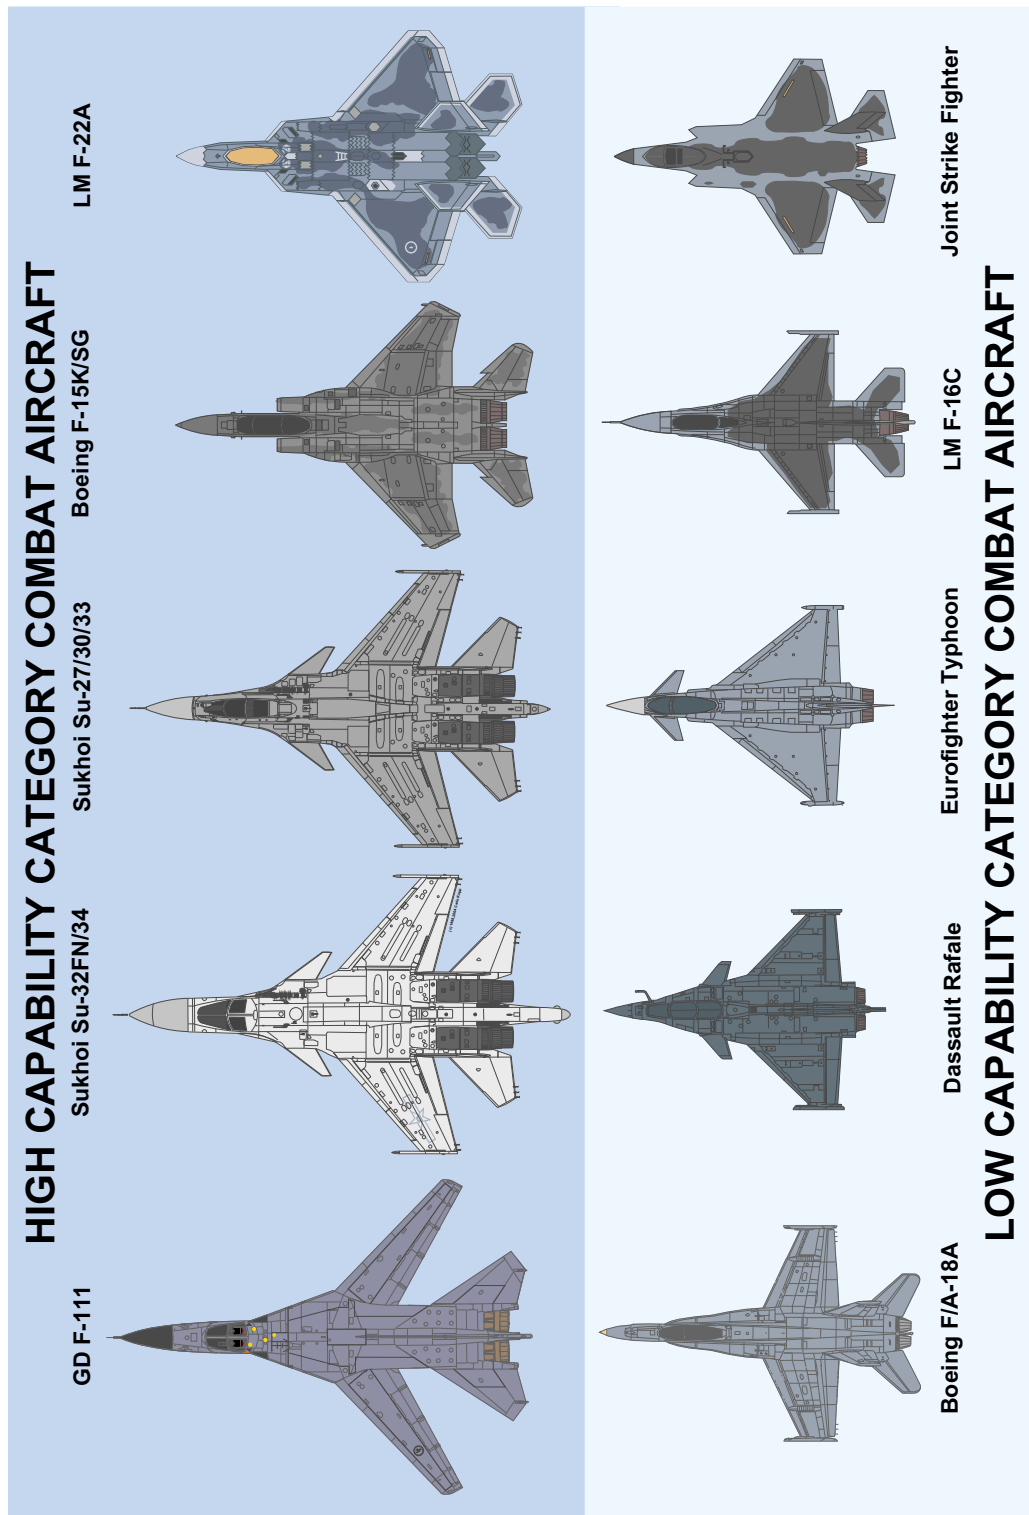 HIGH CAPABILITY CATEGORY COMBAT AIRCRAFT
GD F-111
Sukhoi Su-32FN/34
Sukhoi Su-27/30/33
Boeing F-15K/SG
LM F-22A
Boeing F/A-18A
Dassault Rafale
Eurofighter Typhoon
LM F-16C
Joint Strike Fighter
LOW CAPABILITY CATEGORY COMBAT AIRCRAFT